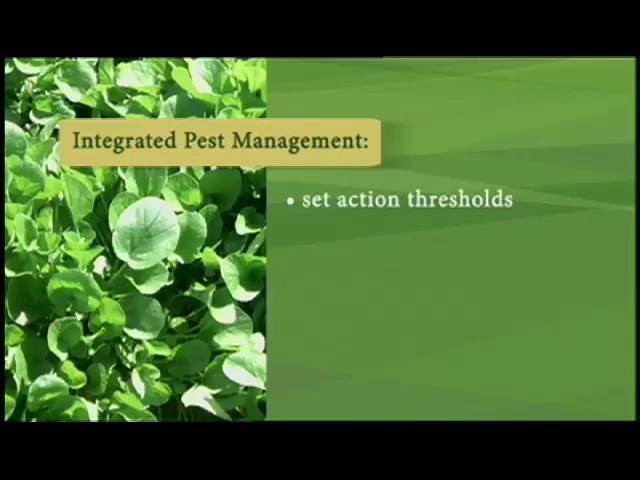 Integrated Pest Management:
• set action thresholds